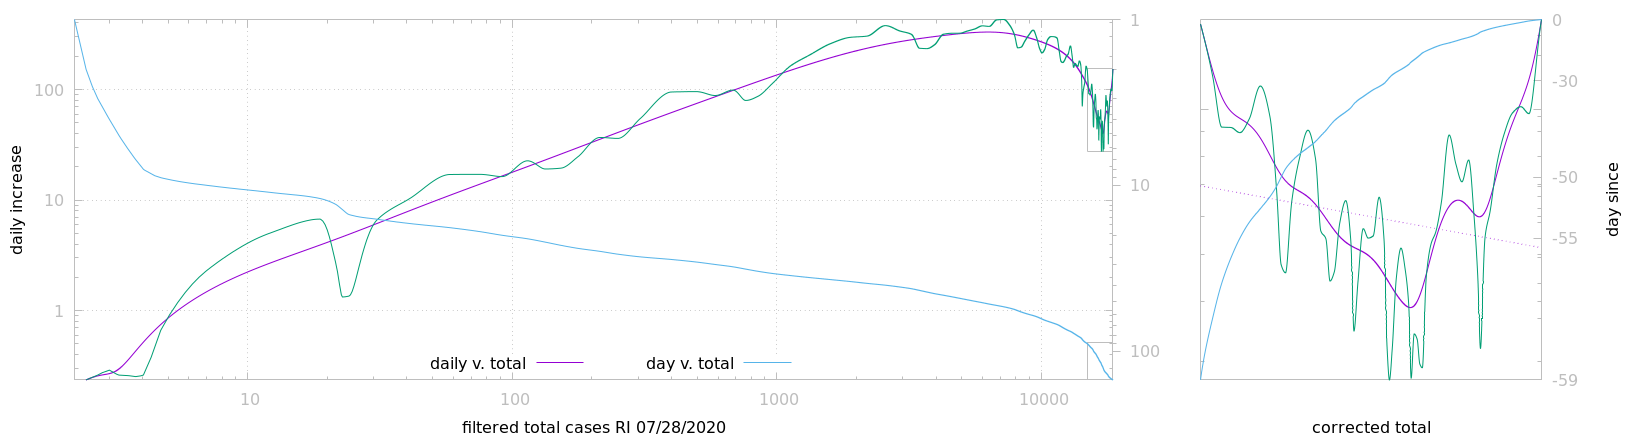 daily increase
100
10
1
daily v. total
day v. total
1
10
100
10
100
1000
10000
filtered total cases RI 07/28/2020
0
-30
-50
-55
-59
day since
corrected total